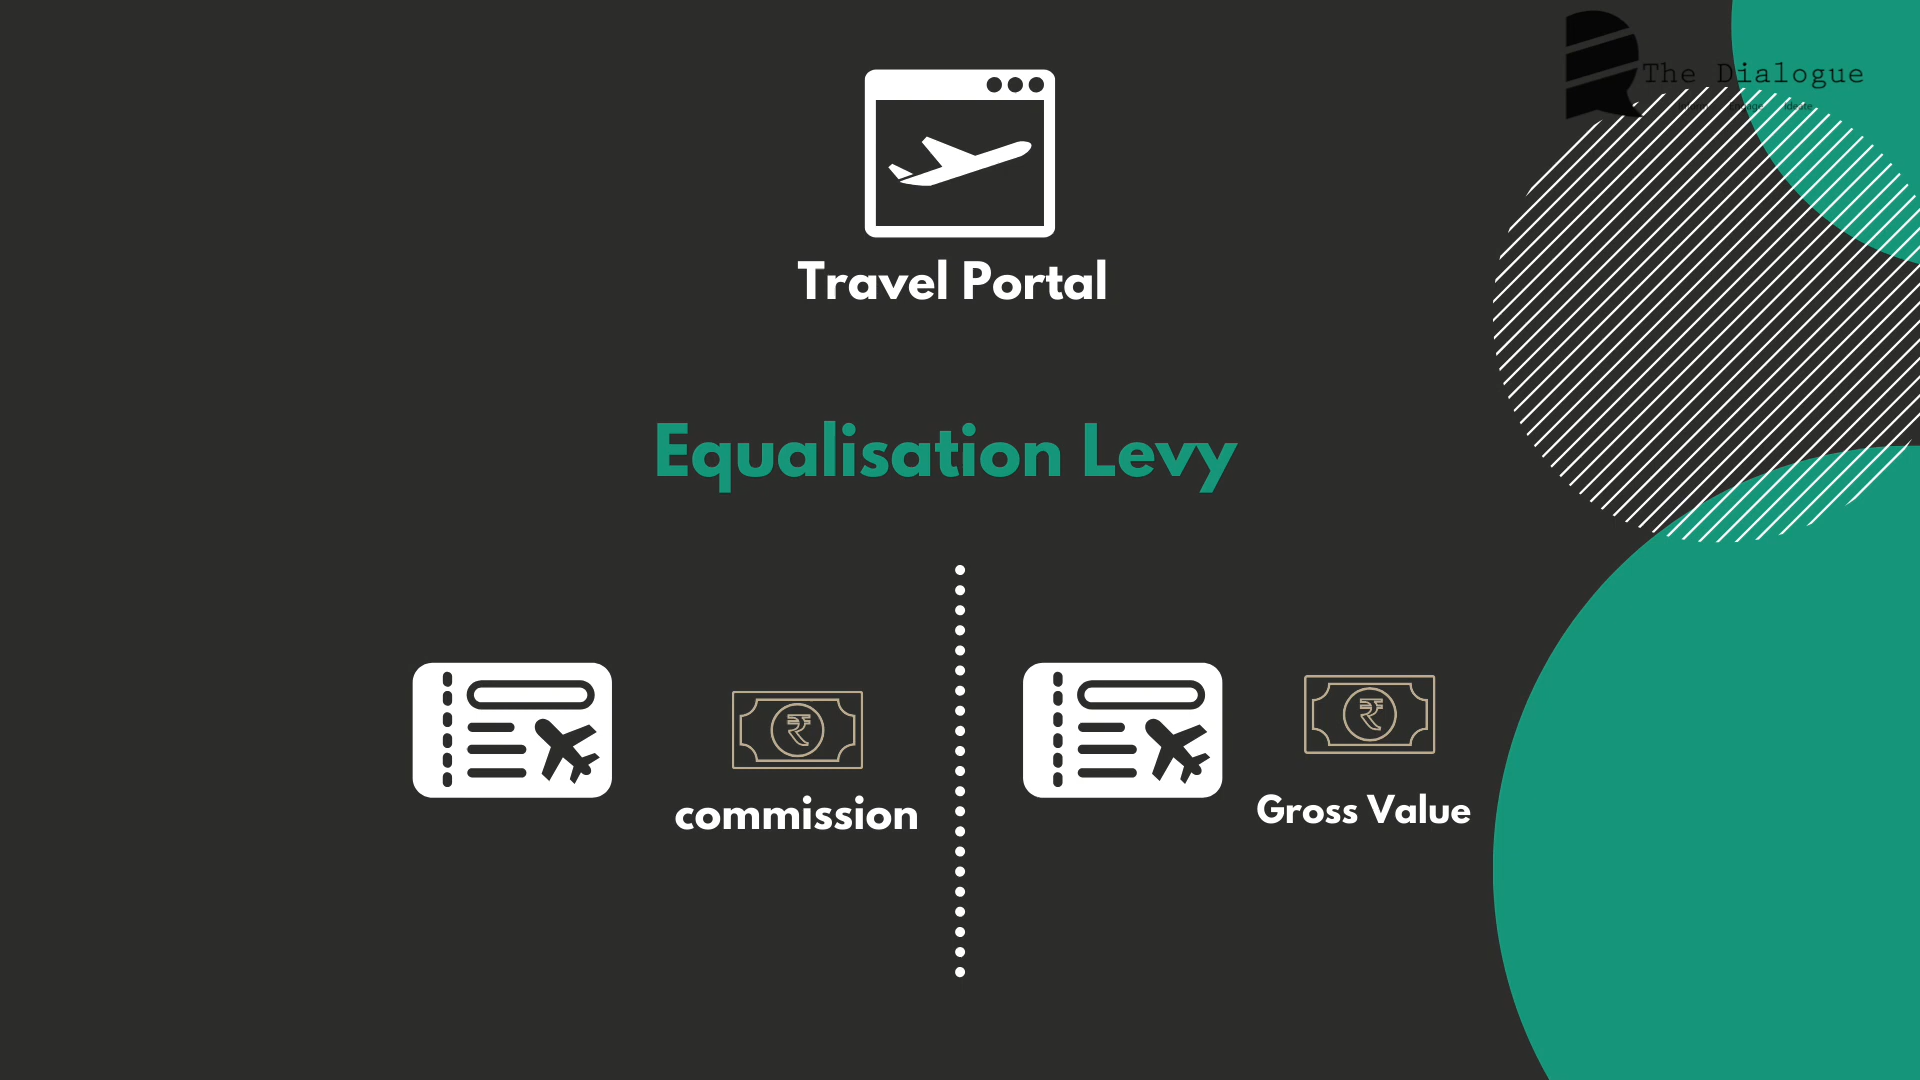 The Dialogue
Travel Portal
Equalisation Levy
commission
Gross Value